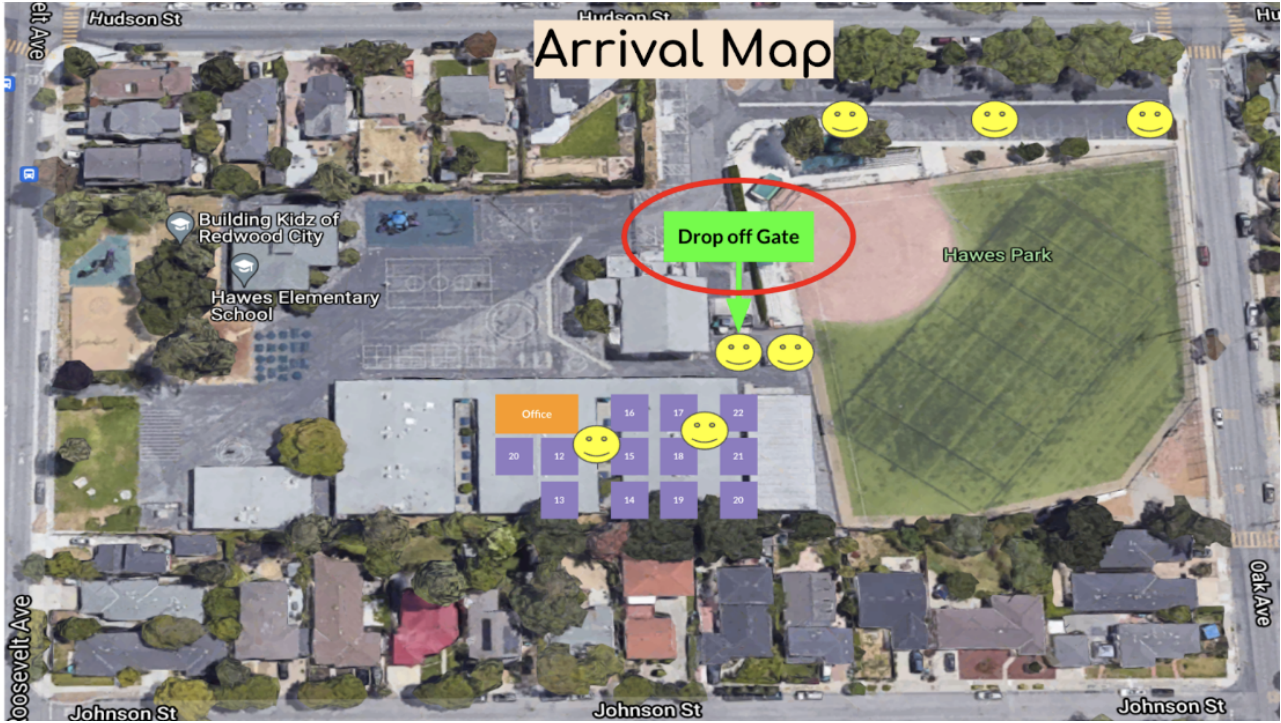 elt Ave
Hudson St
Hudson St
Hu
Arrival Map
Building Kidz of
Redwood City
Drop off Gate
Hawes Park
Hawes Elementary
School
Office
16
17
22
20
12
15
18
21
13
14
19
20
Oak Ave
oosevelt Ave
Johnson St
Johnson St
Johnson St